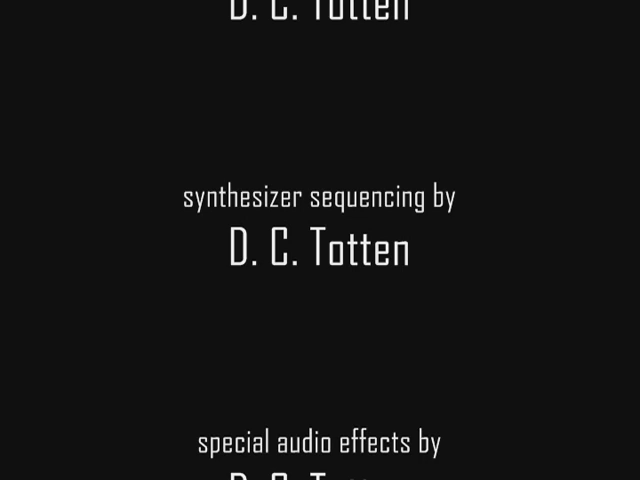 D. C. Totten
synthesizer sequencing by
D. C. Totten
special audio effects by